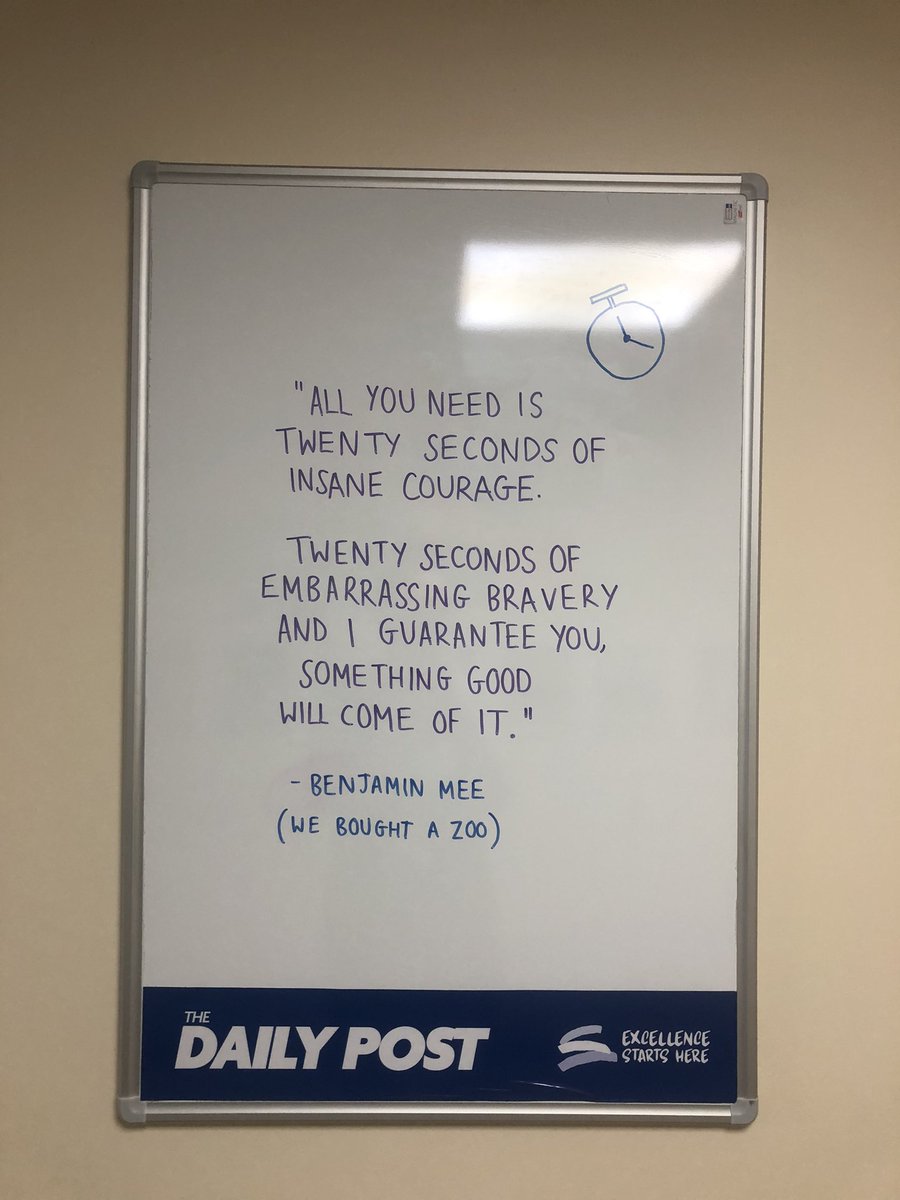 "ALL YOU NEED IS
TWENTY SECONDS OF
INSANE COURAGE.
TWENTY SECONDS OF
EMBARRASSING BRAVERY
AND I GUARANTEE YOU,
SOMETHING GOOD
WILL COME OF IT."
- BENJAMIN MEE
(WE BOUGHT A ZOO)
THE
DAILY POST
EXCELLENCE
STARTS HERE